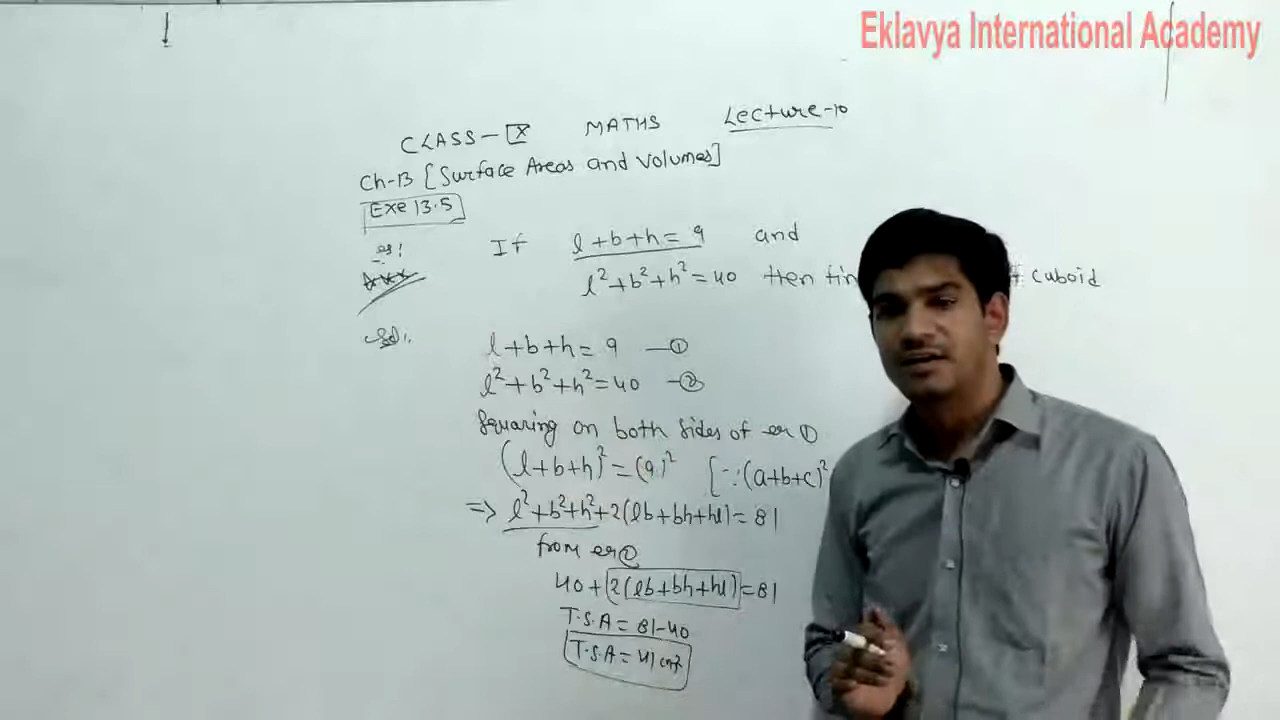 Eklavya International Academy
CLASS - X MATHS Lecture-10
Ch-13 [Surface Areas and Volumes]
Exe 13.5
If l+b+h = 9 and
l²+b²+h² = 40 then cuboid
Sol:
l+b+h = 9 —①
l²+b²+h² = 40 —②
Squaring on both sides of ①
(l+b+h)² = (9)² [∵(a+b+c)²
=> l²+b²+h²+2(lb+bh+hl) = 81
from
40+2(lb+bh+hl) = 81
T.S.A = 81-40
T.S.A = 41 cm²